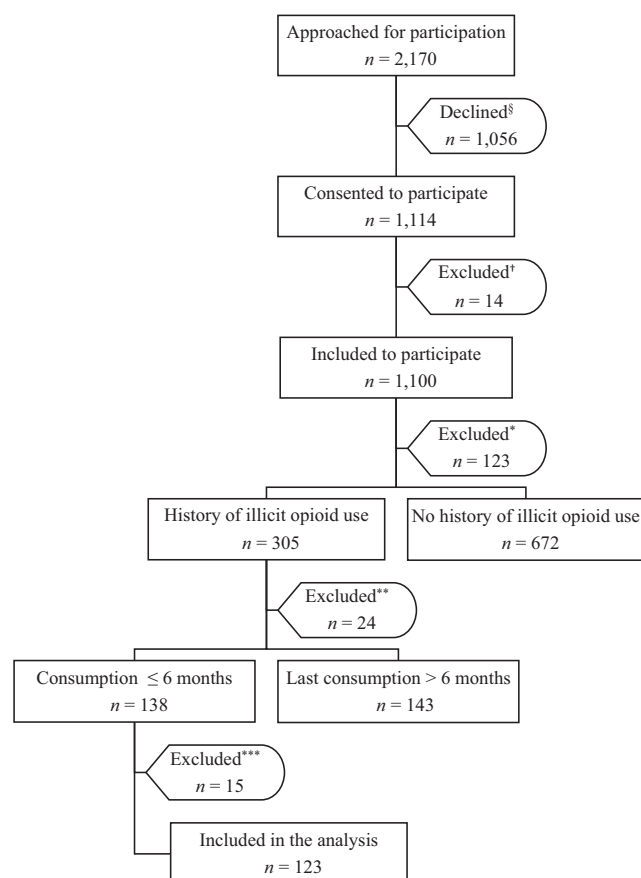 Approached for participation
n = 2,170
Declined§
n = 1,056
Consented to participate
n = 1,114
Excluded†
n = 14
Included to participate
n = 1,100
Excluded*
n = 123
History of illicit opioid use
n = 305
No history of illicit opioid use
n = 672
Excluded**
n = 24
Consumption ≤ 6 months
n = 138
Last consumption > 6 months
n = 143
Excluded***
n = 15
Included in the analysis
n = 123